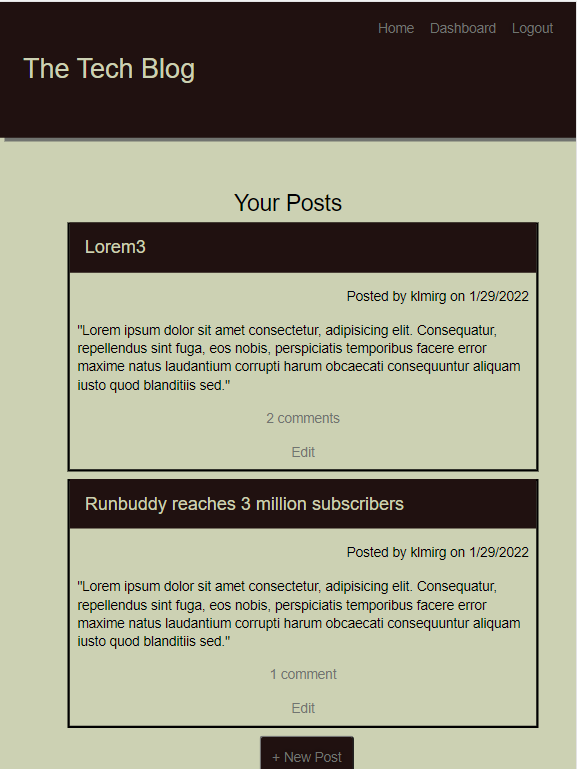 Home Dashboard Logout
The Tech Blog
Your Posts
Lorem3
Posted by klmirg on 1/29/2022
"Lorem ipsum dolor sit amet consectetur, adipisicing elit. Consequatur,
repellendus sint fuga, eos nobis, perspiciatis temporibus facere error
maxime natus laudantium corrupti harum obcaecati consequuntur aliquam
iusto quod blanditiis sed."
2 comments
Edit
Runbuddy reaches 3 million subscribers
Posted by klmirg on 1/29/2022
"Lorem ipsum dolor sit amet consectetur, adipisicing elit. Consequatur,
repellendus sint fuga, eos nobis, perspiciatis temporibus facere error
maxime natus laudantium corrupti harum obcaecati consequuntur aliquam
iusto quod blanditiis sed."
1 comment
Edit
+ New Post